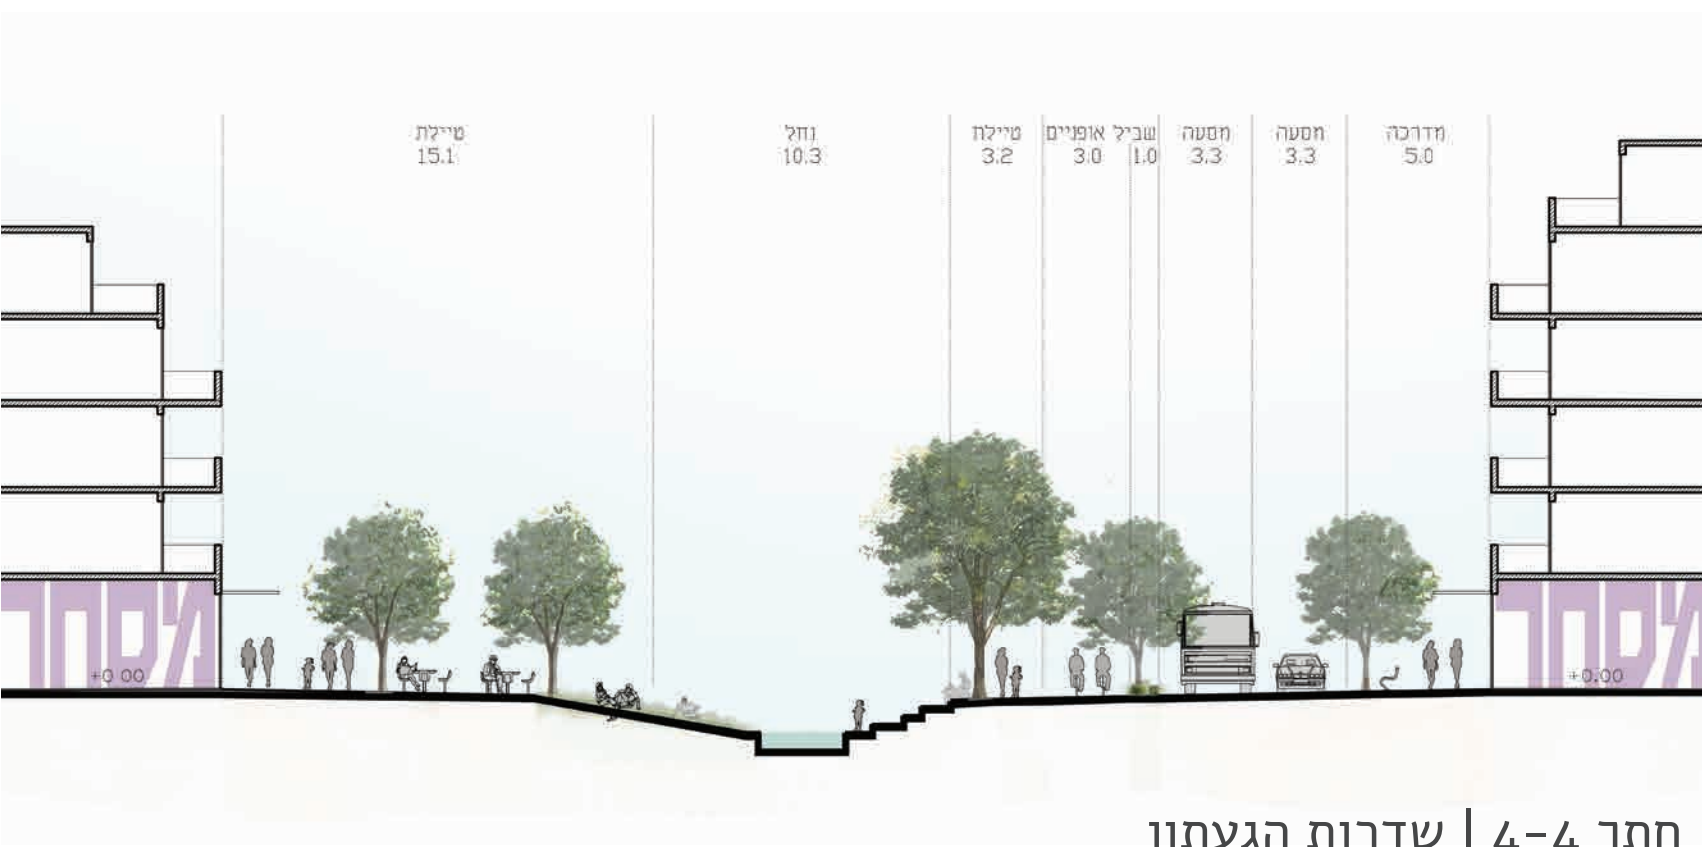 טיילת
15.1
נחל
10.3
טיילת
3.2
שביל אופניים
3.0
1.0
מסעה
3.3
מסעה
3.3
מדרכה
5.0
מסחר
+0.00
מסחר
+0.00
חתך 4-4 | שדרות הגעתון